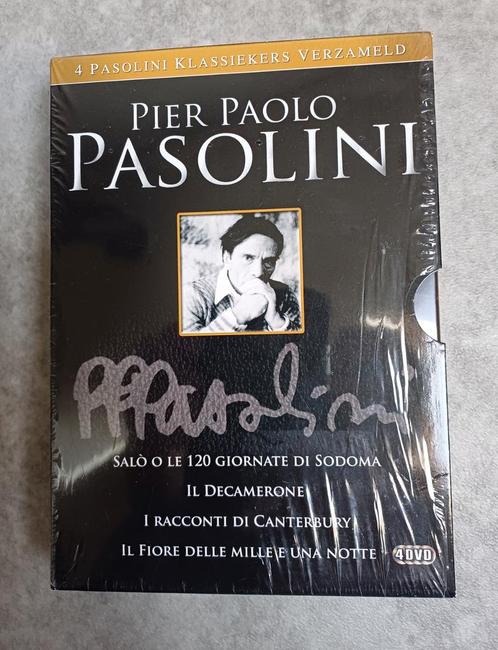 4 Pasolini Klassiekers Verzameld
Pier Paolo
PASOLINI
PPPasolini
Salò o le 120 giornate di Sodoma
Il Decamerone
I racconti di Canterbury
Il Fiore delle mille e una notte
4DVD